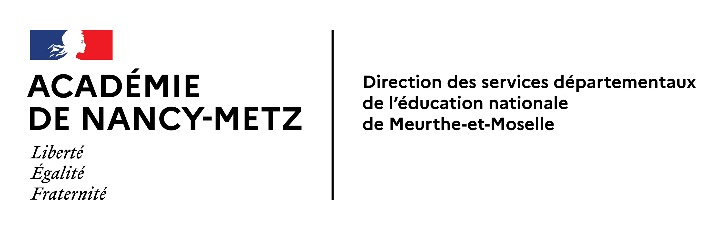 ACADÉMIE
DE NANCY-METZ
Liberté
Égalité
Fraternité
Direction des services départementaux
de l’éducation nationale
de Meurthe-et-Moselle